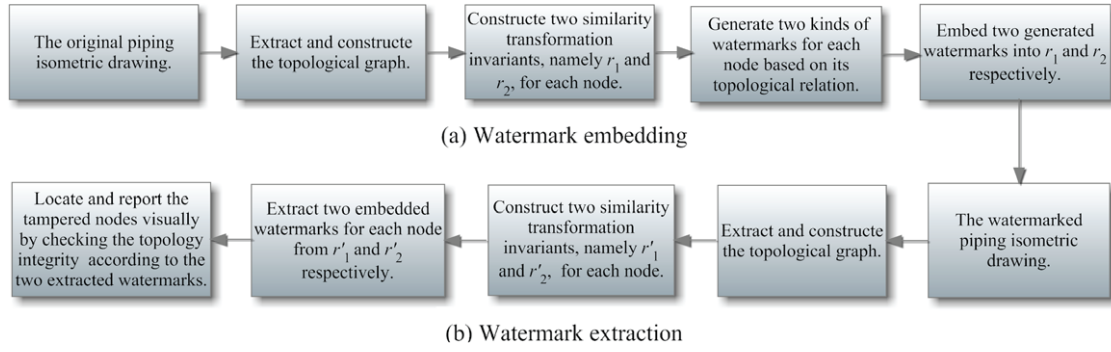 The original piping
isometric drawing.
Extract and constructe
the topological graph.
Constructe two similarity
transformation
invariants, namely r₁ and
r₂, for each node.
Generate two kinds of
watermarks for each
node based on its
topological relation.
Embed two generated
watermarks into r₁ and r₂
respectively.
(a) Watermark embedding
The watermarked
piping isometric
drawing.
Extract and constructe
the topological graph.
Construct two similarity
transformation
invariants, namely r′₁
and r′₂, for each node.
Extract two embedded
watermarks for each node
from r′₁ and r′₂
respectively.
Locate and report the
tampered nodes visually
by checking the topology
integrity according to the
two extracted watermarks.
(b) Watermark extraction